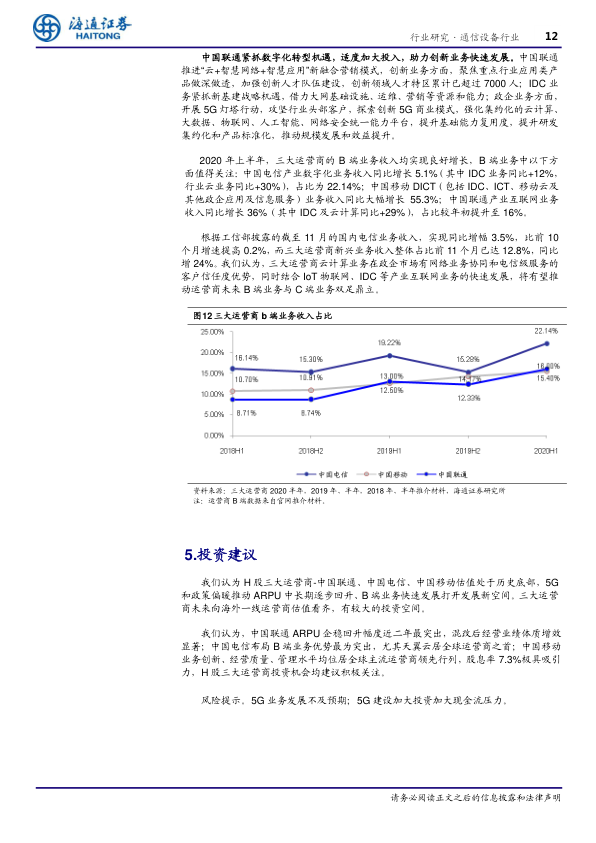 海通证券
HAITONG
行业研究·通信设备行业 12
中国联通紧抓数字化转型机遇，适度加大投入，助力创新业务快速发展。中国联通
推进“云+智慧网络+智慧应用”新融合营销模式，创新业务方面，聚焦重点行业应用类产
品做深做透，加强创新人才队伍建设，创新领域人才特区累计已超过 7000 人；IDC 业
务紧抓新基建战略机遇，借力大网基础设施、运维、营销等资源和能力；政企业务方面，
开展 5G 灯塔行动，攻坚行业头部客户，探索创新 5G 商业模式，强化集约化的云计算、
大数据、物联网、人工智能、网络安全统一能力平台，提升基础能力复用度，提升研发
集约化和产品标准化，推动规模发展和效益提升。
2020 年上半年，三大运营商的 B 端业务收入均实现良好增长，B 端业务中以下方
面值得关注：中国电信产业数字化业务收入同比增长 5.1%（其中 IDC 业务同比+12%，
行业云业务同比+30%），占比为 22.14%；中国移动 DICT（包括 IDC、ICT、移动云及
其他政企应用及信息服务）业务收入同比大幅增长 55.3%；中国联通产业互联网业务
收入同比增长 36%（其中 IDC 及云计算同比+29%），占比较年初提升至 16%。
根据工信部披露的截至 11 月的国内电信业务收入，实现同比增幅 3.5%，比前 10
个月增速提高 0.2%，而三大运营商新兴业务收入整体占比前 11 个月已达 12.8%，同比
增 24%。我们认为，三大运营商云计算业务在政企市场有网络业务协同和电信级服务的
客户信任度优势，同时结合 IoT 物联网、IDC 等产业互联网业务的快速发展，将有望推
动运营商未来 B 端业务与 C 端业务双足鼎立。
图12 三大运营商 b 端业务收入占比
25.00%
20.00%
15.00%
10.00%
5.00%
0.00%
16.14%
15.30%
19.22%
15.29%
22.14%
10.70%
10.91%
13.00%
14.17%
16.00%
15.40%
12.50%
12.33%
8.71%
8.74%
2018H1 2018H2 2019H1 2019H2 2020H1
中国电信 中国移动 中国联通
资料来源：三大运营商 2020 半年、2019 年、半年、2018 年、半年推介材料，海通证券研究所
注：运营商 B 端数据来自官网推介材料。
5.投资建议
我们认为 H 股三大运营商-中国联通、中国电信、中国移动估值处于历史底部，5G
和政策偏暖推动 ARPU 中长期逐步回升、B 端业务快速发展打开发展新空间。三大运营
商未来向海外一线运营商估值看齐，有较大的投资空间。
我们认为，中国联通 ARPU 企稳回升幅度近二年最突出，混改后经营业绩体质增效
显著；中国电信布局 B 端业务优势最为突出，尤其天翼云居全球运营商之首；中国移动
业务创新、经营质量、管理水平均位居全球主流运营商领先行列，股息率 7.3%极具吸引
力，H 股三大运营商投资机会均建议积极关注。
风险提示。5G 业务发展不及预期；5G 建设加大投资加大现金流压力。
请务必阅读正文之后的信息披露和法律声明